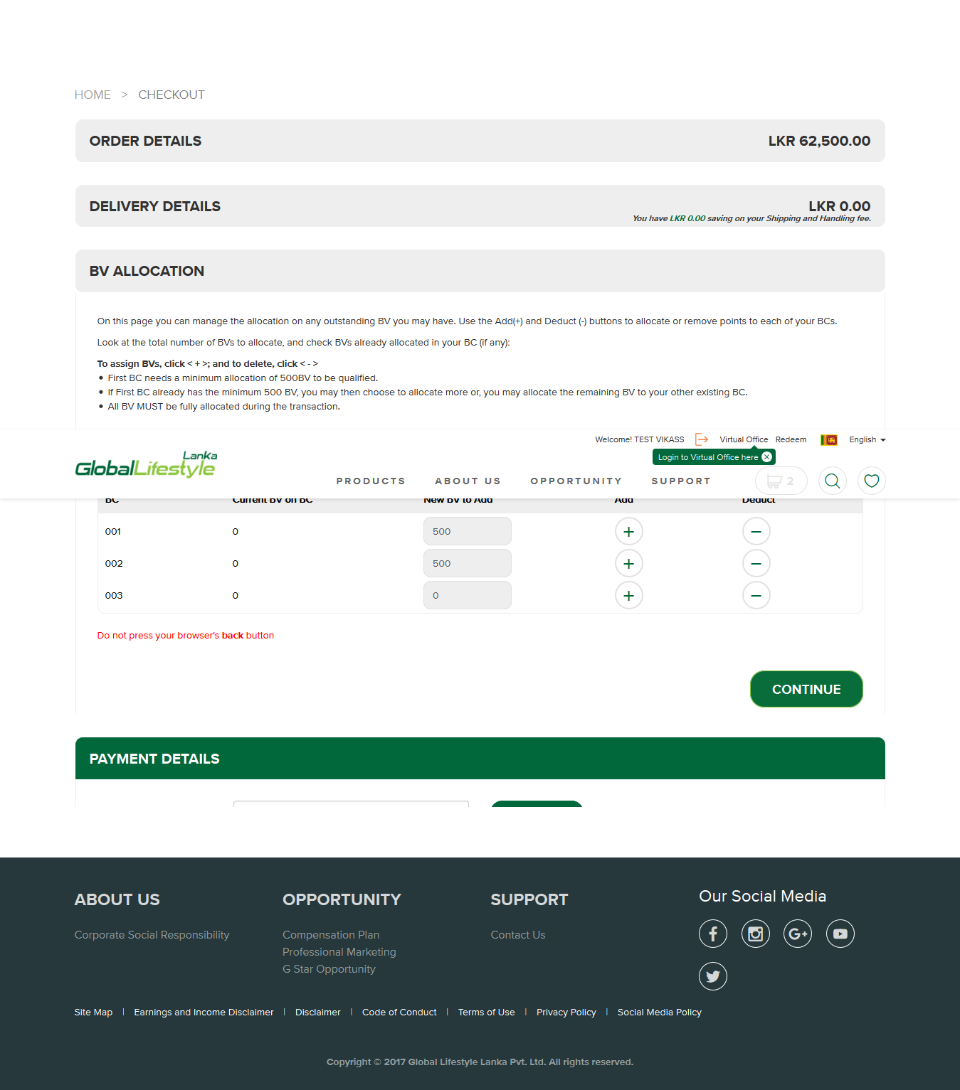 HOME > CHECKOUT
ORDER DETAILS LKR 62,500.00
DELIVERY DETAILS LKR 0.00
You have LKR 0.00 saving on your Shipping and Handling fee.
BV ALLOCATION
On this page you can manage the allocation on any outstanding BV you may have. Use the Add(+) and Deduct (-) buttons to allocate or remove points to each of your BCs.
Look at the total number of BVs to allocate, and check BVs already allocated in your BC (if any):
To assign BVs, click < + >; and to delete, click < - >
• First BC needs a minimum allocation of 500BV to be qualified.
• If First BC already has the minimum 500 BV, you may then choose to allocate more or, you may allocate the remaining BV to your other existing BC.
• All BV MUST be fully allocated during the transaction.
Welcome! TEST VIKASS Virtual Office Redeem English
Login to Virtual Office here
Lanka
GlobalLifestyle
PRODUCTS ABOUT US OPPORTUNITY SUPPORT 2
BC Current BV on BC New BV to Add Add Deduct
001 0 500 + −
002 0 500 + −
003 0 0 + −
Do not press your browser's back button
CONTINUE
PAYMENT DETAILS
ABOUT US OPPORTUNITY SUPPORT Our Social Media
Corporate Social Responsibility Compensation Plan Contact Us
Professional Marketing
G Star Opportunity
Site Map | Earnings and Income Disclaimer | Disclaimer | Code of Conduct | Terms of Use | Privacy Policy | Social Media Policy
Copyright © 2017 Global Lifestyle Lanka Pvt. Ltd. All rights reserved.